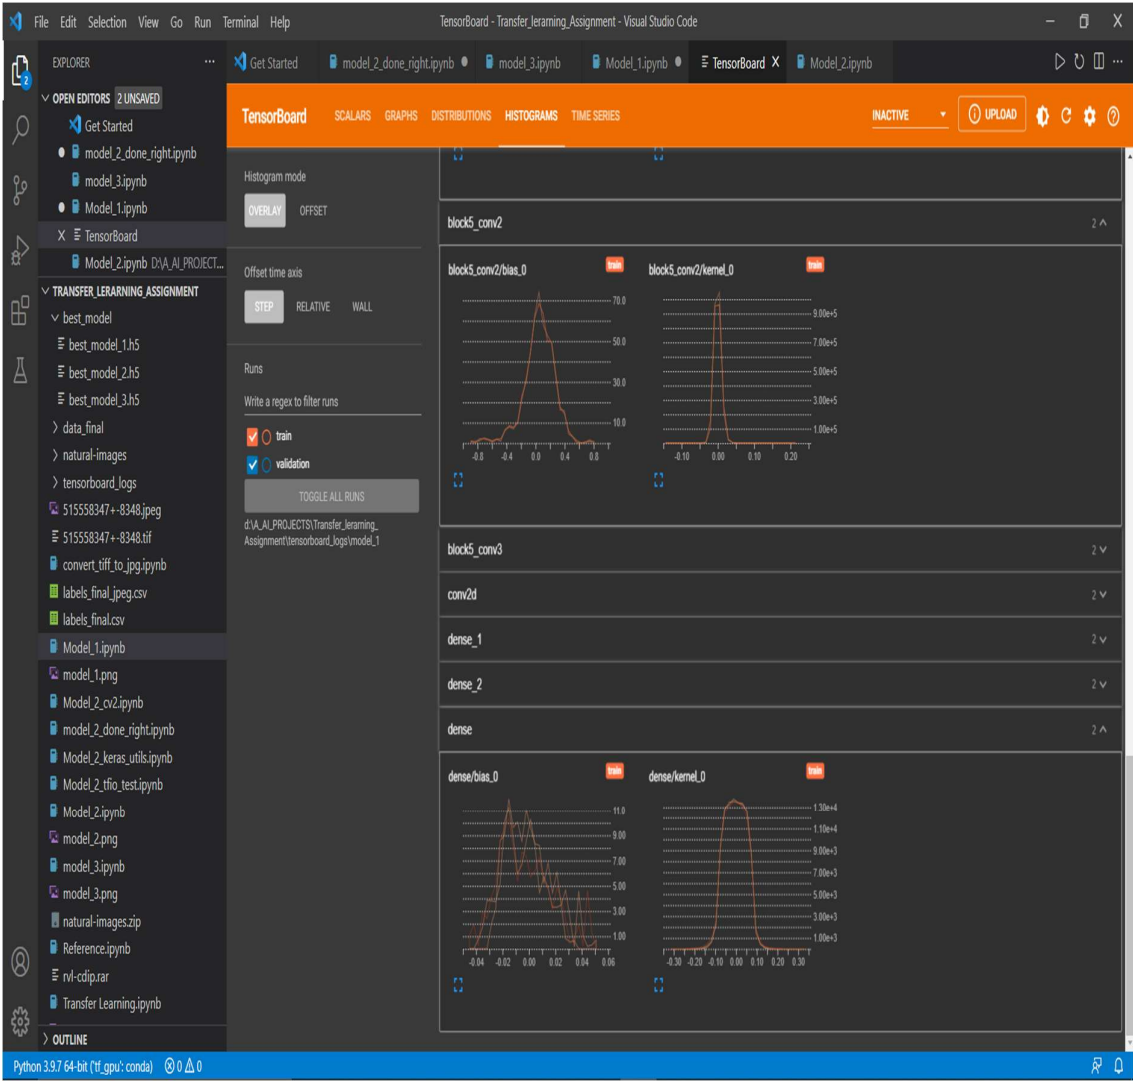 File Edit Selection View Go Run Terminal Help
TensorBoard - Transfer_lerarning_Assignment - Visual Studio Code
EXPLORER
OPEN EDITORS 2 UNSAVED
Get Started
model_2_done_right.ipynb
model_3.ipynb
Model_1.ipynb
TensorBoard
Model_2.ipynb D:\A_AI_PROJECT...
TRANSFER_LERARNING_ASSIGNMENT
best_model
best_model_1.h5
best_model_2.h5
best_model_3.h5
data_final
natural-images
tensorboard_logs
515558347+-8348.jpeg
515558347+-8348.tif
convert_tiff_to_jpg.ipynb
labels_final_jpeg.csv
labels_final.csv
Model_1.ipynb
model_1.png
Model_2_cv2.ipynb
model_2_done_right.ipynb
Model_2_keras_utils.ipynb
Model_2_tfio_test.ipynb
Model_2.ipynb
model_2.png
model_3.ipynb
model_3.png
natural-images.zip
Reference.ipynb
rvl-cdip.rar
Transfer Learning.ipynb
OUTLINE
2
Get Started model_2_done_right.ipynb model_3.ipynb Model_1.ipynb TensorBoard Model_2.ipynb
TensorBoard SCALARS GRAPHS DISTRIBUTIONS HISTOGRAMS TIME SERIES INACTIVE UPLOAD
Histogram mode
OVERLAY OFFSET
Offset time axis
STEP RELATIVE WALL
Runs
Write a regex to filter runs
train
validation
TOGGLE ALL RUNS
d:\A_AI_PROJECTS\Transfer_lerarning_
Assignment\tensorboard_logs\model_1
block5_conv2 2
block5_conv2/bias_0 train
70.0
50.0
30.0
10.0
-0.8 -0.4 0.0 0.4 0.8
block5_conv2/kernel_0 train
9.00e+5
7.00e+5
5.00e+5
3.00e+5
1.00e+5
-0.10 0.00 0.10 0.20
block5_conv3 2
conv2d 2
dense_1 2
dense_2 2
dense 2
dense/bias_0 train
11.0
9.00
7.00
5.00
3.00
1.00
-0.04 -0.02 0.00 0.02 0.04 0.06
dense/kernel_0 train
1.30e+4
1.10e+4
9.00e+3
7.00e+3
5.00e+3
3.00e+3
1.00e+3
-0.30 -0.20 -0.10 0.00 0.10 0.20 0.30
Python 3.9.7 64-bit ('tf_gpu': conda) 0 0